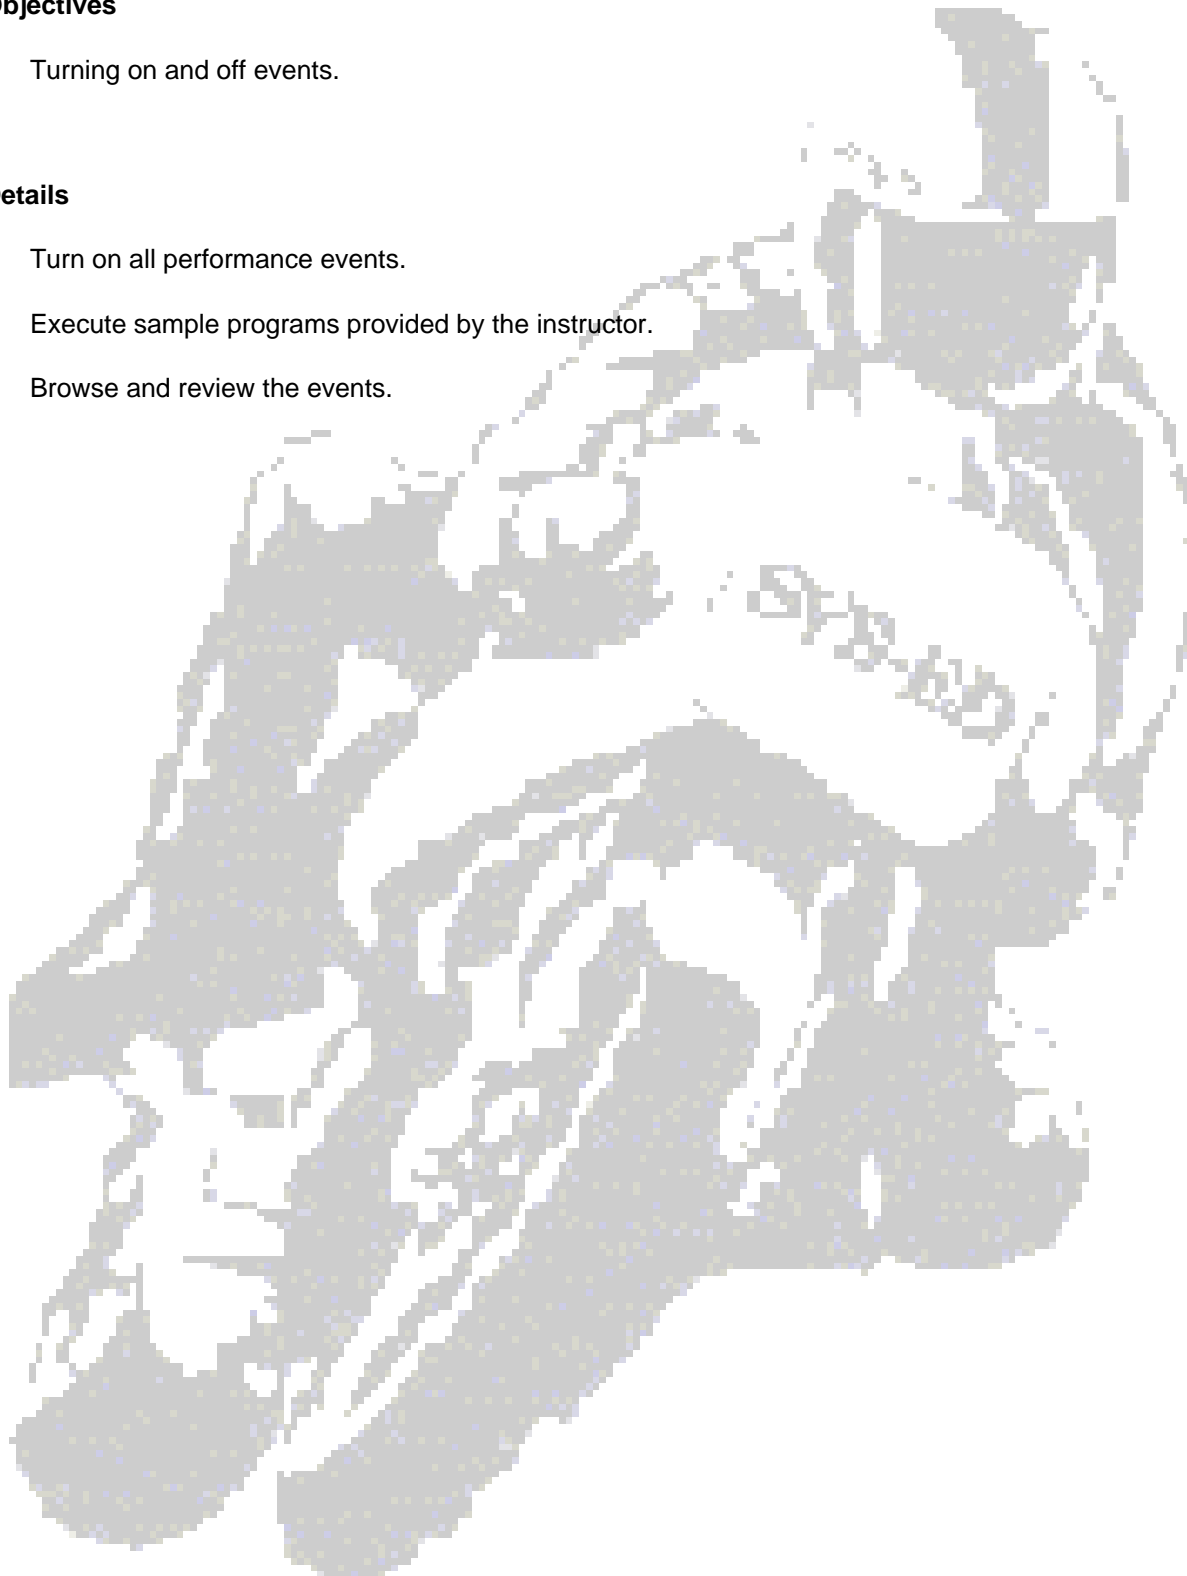 bjectives
Turning on and off events.
etails
Turn on all performance events.
Execute sample programs provided by the instructor.
Browse and review the events.
SYS-ED